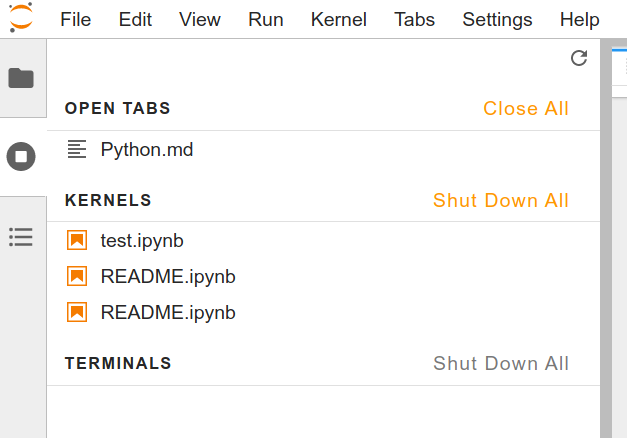 File Edit View Run Kernel Tabs Settings Help
OPEN TABS Close All
Python.md
KERNELS Shut Down All
test.ipynb
README.ipynb
README.ipynb
TERMINALS Shut Down All